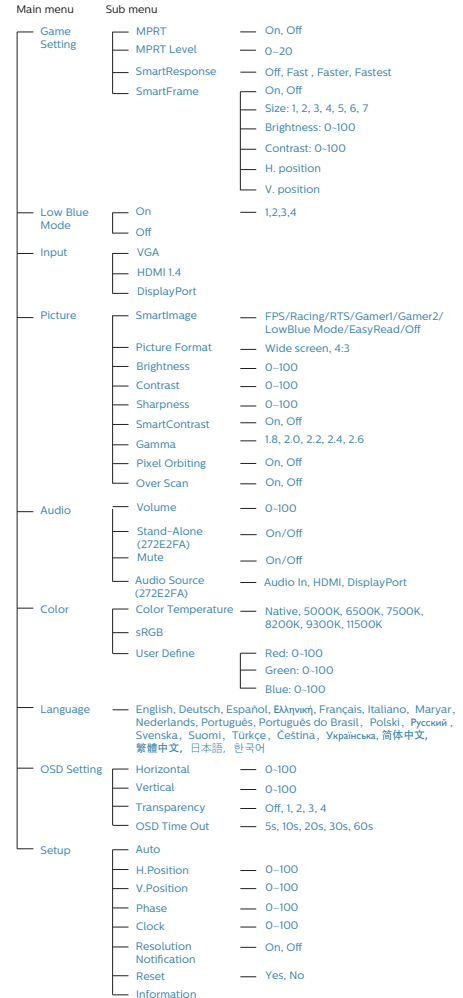 Main menu Sub menu
Game Setting MPRT On, Off
MPRT Level 0–20
SmartResponse Off, Fast , Faster, Fastest
SmartFrame On, Off
Size: 1, 2, 3, 4, 5, 6, 7
Brightness: 0-100
Contrast: 0-100
H. position
V. position
Low Blue Mode On 1,2,3,4
Off
Input VGA
HDMI 1.4
DisplayPort
Picture SmartImage FPS/Racing/RTS/Gamer1/Gamer2/
LowBlue Mode/EasyRead/Off
Picture Format Wide screen, 4:3
Brightness 0–100
Contrast 0–100
Sharpness 0–100
SmartContrast On, Off
Gamma 1.8, 2.0, 2.2, 2.4, 2.6
Pixel Orbiting On, Off
Over Scan On, Off
Audio Volume 0-100
Stand-Alone
(272E2FA) On/Off
Mute On/Off
Audio Source
(272E2FA) Audio In, HDMI, DisplayPort
Color Color Temperature Native, 5000K, 6500K, 7500K,
8200K, 9300K, 11500K
sRGB
User Define Red: 0-100
Green: 0-100
Blue: 0-100
Language English, Deutsch, Español, Ελληνική, Français, Italiano, Maryar,
Nederlands, Português, Português do Brasil, Polski, Русский ,
Svenska, Suomi, Türkçe, Čeština, Українська, 简体中文,
繁體中文, 日本語, 한국어
OSD Setting Horizontal 0-100
Vertical 0-100
Transparency Off, 1, 2, 3, 4
OSD Time Out 5s, 10s, 20s, 30s, 60s
Setup Auto
H.Position 0–100
V.Position 0–100
Phase 0–100
Clock 0–100
Resolution
Notification On, Off
Reset Yes, No
Information